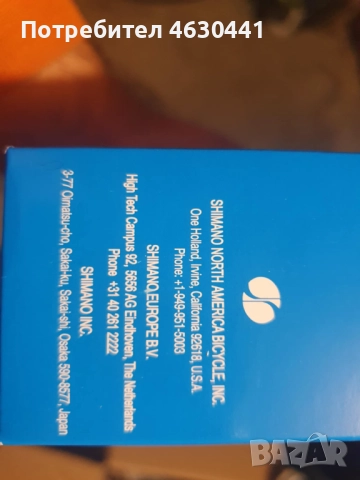 Потребител 4630441
SHIMANO NORTH AMERICA BICYCLE, INC.
One Holland, Irvine, California 92618, U.S.A.
Phone: +1-949-951-5003
SHIMANO EUROPE B.V.
High Tech Campus 92, 5656 AG Eindhoven, The Netherlands
Phone +31 40 261 2222
SHIMANO INC.
3-77 Oimatsu-cho, Sakai-ku, Sakai-shi, Osaka 590-8577, Japan
BAZAR